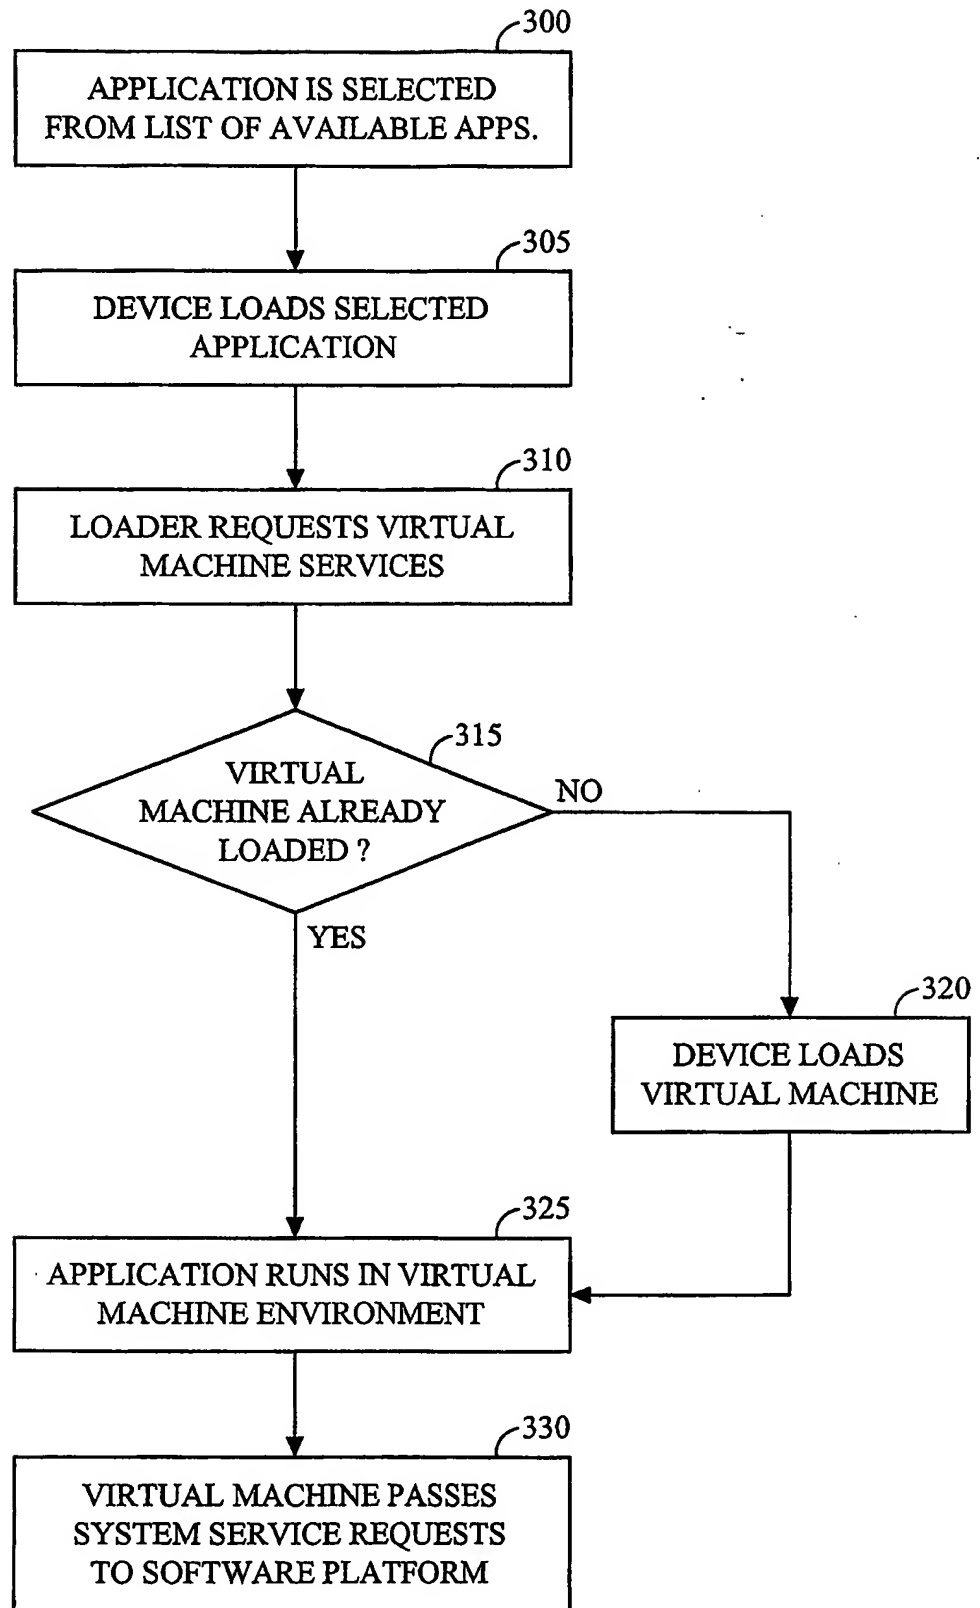 300
APPLICATION IS SELECTED
FROM LIST OF AVAILABLE APPS.
305
DEVICE LOADS SELECTED
APPLICATION
310
LOADER REQUESTS VIRTUAL
MACHINE SERVICES
315
VIRTUAL
MACHINE ALREADY
LOADED ?
NO
YES
320
DEVICE LOADS
VIRTUAL MACHINE
325
APPLICATION RUNS IN VIRTUAL
MACHINE ENVIRONMENT
330
VIRTUAL MACHINE PASSES
SYSTEM SERVICE REQUESTS
TO SOFTWARE PLATFORM